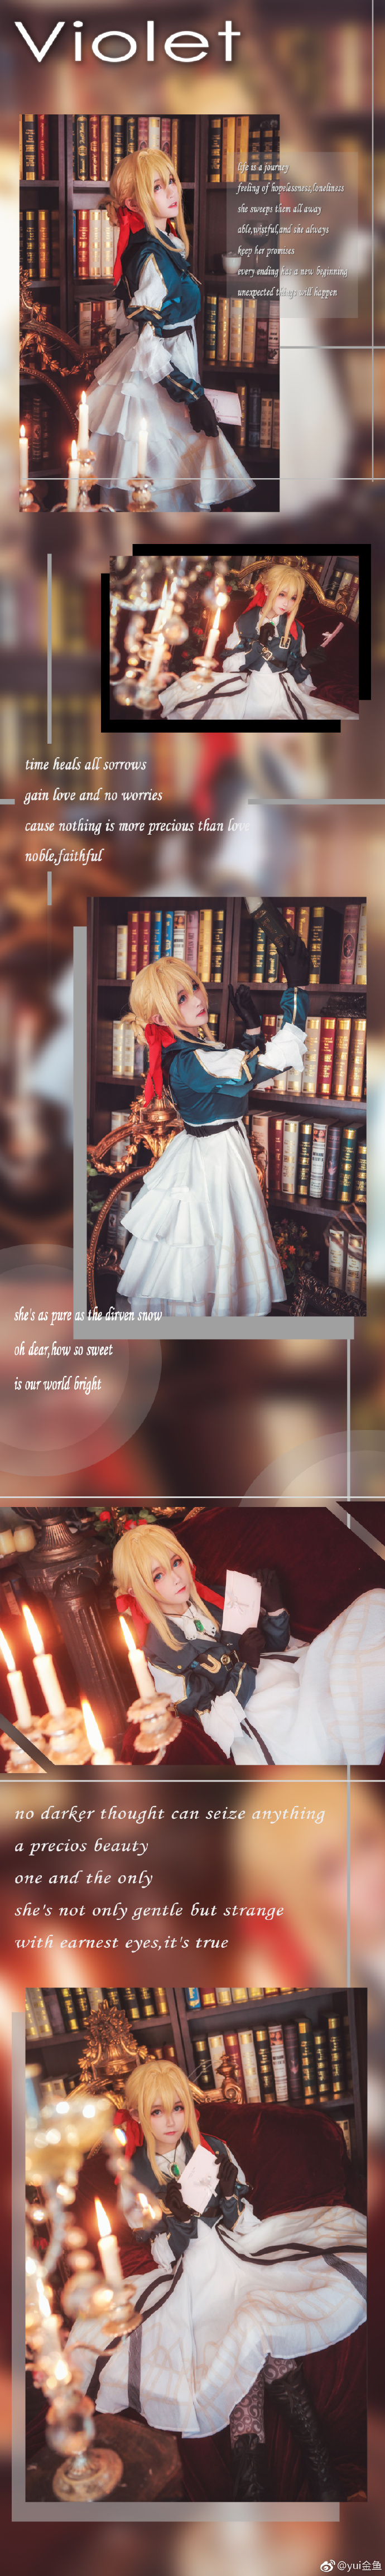 Violet
life is a journey
feeling of hopelessness,loneliness
she sweeps them all away
able,wistful,and she always
keep her promises
every ending has a new beginning
unexpected things will happen
time heals all sorrows
gain love and no worries
cause nothing is more precious than love
noble,faithful
she's as pure as the dirven snow
oh dear,how so sweet
is our world bright
no darker thought can seize anything
a precios beauty
one and the only
she's not only gentle but strange
with earnest eyes,it's true
@yui金鱼